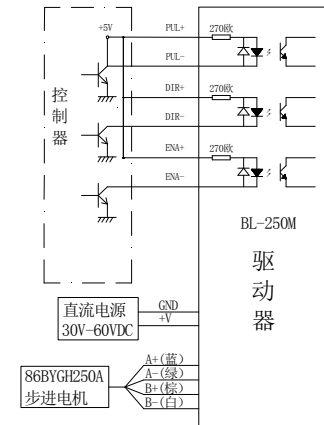 +5V
PUL+
270欧
PUL-
DIR+
270欧
DIR-
ENA+
270欧
ENA-
控制器
BL-250M
驱动器
直流电源
30V-60VDC
GND
+V
86BYGH250A
步进电机
A+(蓝)
A-(绿)
B+(棕)
B-(白)